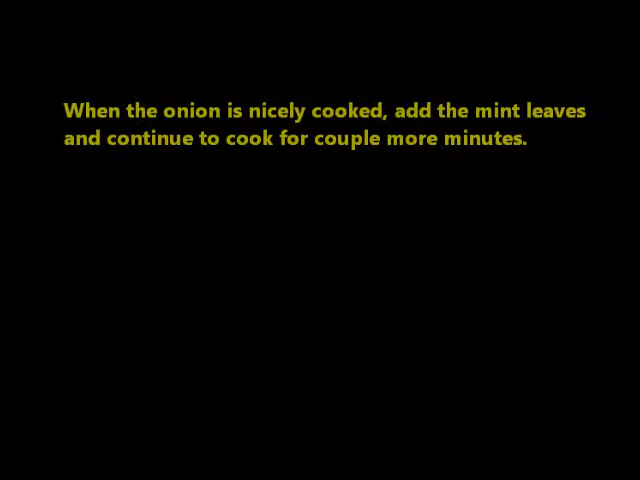 When the onion is nicely cooked, add the mint leaves
and continue to cook for couple more minutes.